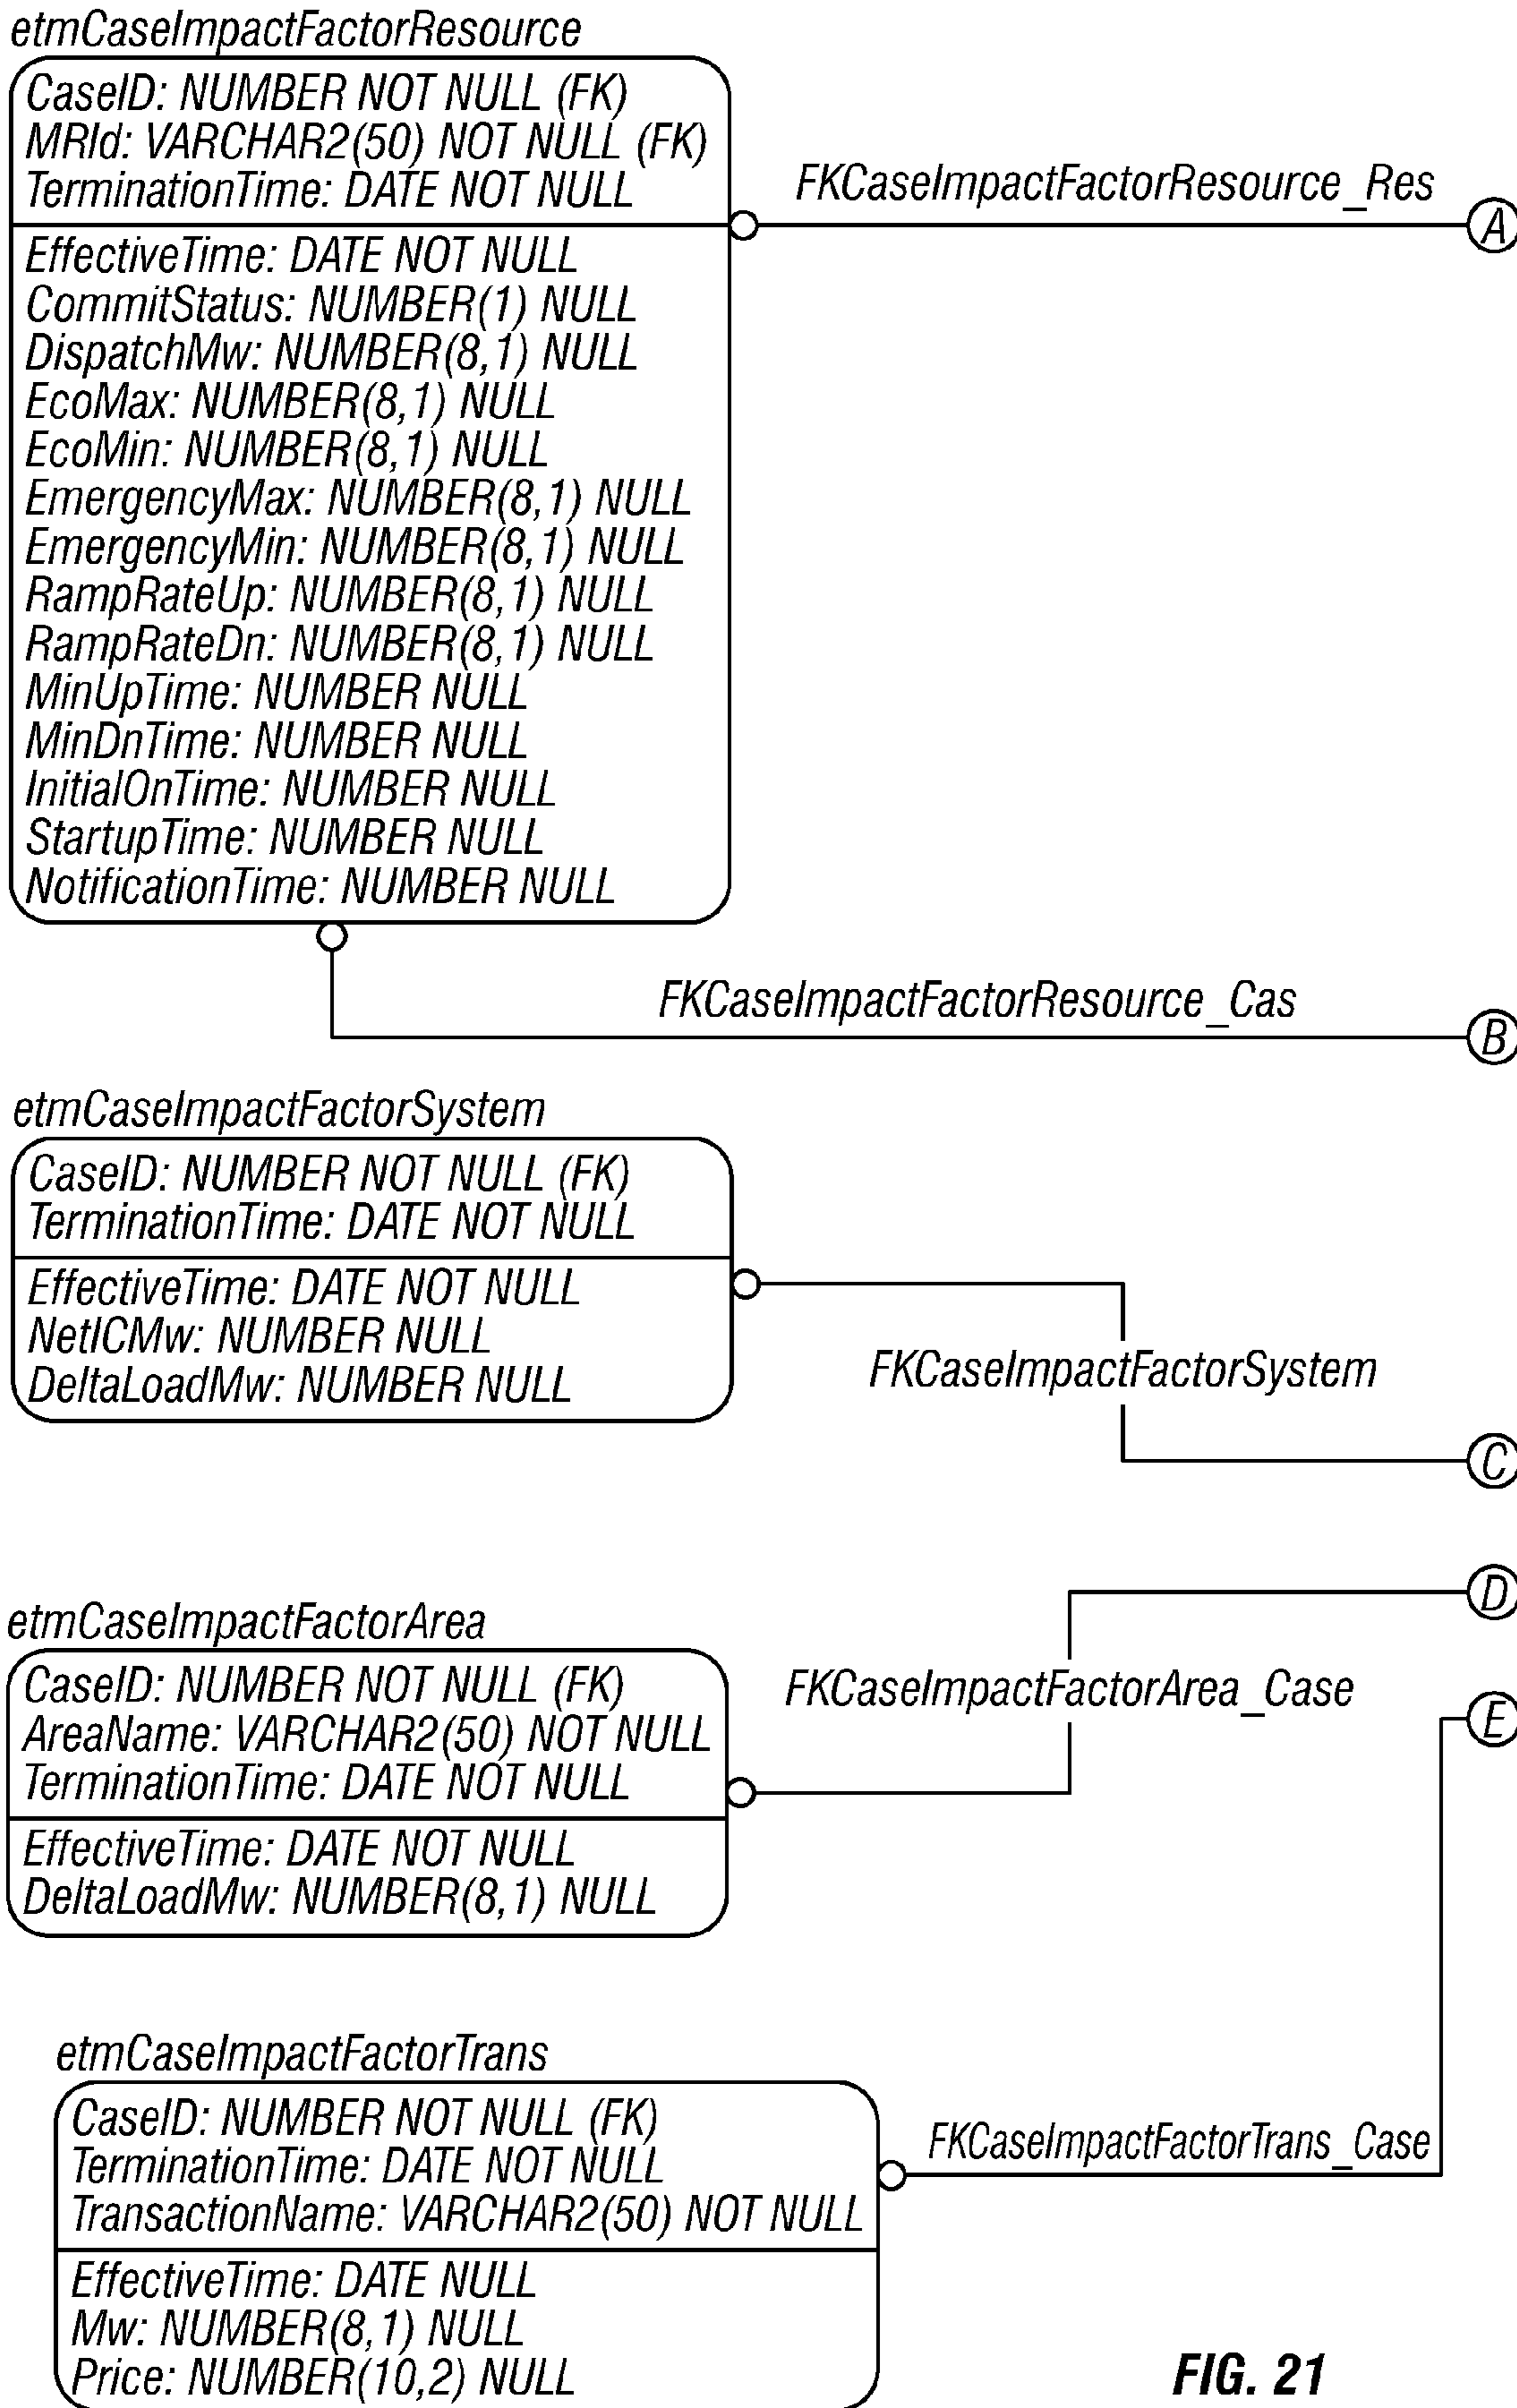 etmCaseImpactFactorResource
CaseID: NUMBER NOT NULL (FK)
MRId: VARCHAR2(50) NOT NULL (FK)
TerminationTime: DATE NOT NULL
FKCaseImpactFactorResource_Res
A
EffectiveTime: DATE NOT NULL
CommitStatus: NUMBER(1) NULL
DispatchMw: NUMBER(8,1) NULL
EcoMax: NUMBER(8,1) NULL
EcoMin: NUMBER(8,1) NULL
EmergencyMax: NUMBER(8,1) NULL
EmergencyMin: NUMBER(8,1) NULL
RampRateUp: NUMBER(8,1) NULL
RampRateDn: NUMBER(8,1) NULL
MinUpTime: NUMBER NULL
MinDnTime: NUMBER NULL
InitialOnTime: NUMBER NULL
StartupTime: NUMBER NULL
NotificationTime: NUMBER NULL
FKCaseImpactFactorResource_Cas
B
etmCaseImpactFactorSystem
CaseID: NUMBER NOT NULL (FK)
TerminationTime: DATE NOT NULL
EffectiveTime: DATE NOT NULL
NetICMw: NUMBER NULL
DeltaLoadMw: NUMBER NULL
FKCaseImpactFactorSystem
C
D
etmCaseImpactFactorArea
CaseID: NUMBER NOT NULL (FK)
AreaName: VARCHAR2(50) NOT NULL
TerminationTime: DATE NOT NULL
FKCaseImpactFactorArea_Case
E
EffectiveTime: DATE NOT NULL
DeltaLoadMw: NUMBER(8,1) NULL
etmCaseImpactFactorTrans
CaseID: NUMBER NOT NULL (FK)
TerminationTime: DATE NOT NULL
TransactionName: VARCHAR2(50) NOT NULL
FKCaseImpactFactorTrans_Case
EffectiveTime: DATE NULL
Mw: NUMBER(8,1) NULL
Price: NUMBER(10,2) NULL
FIG. 21